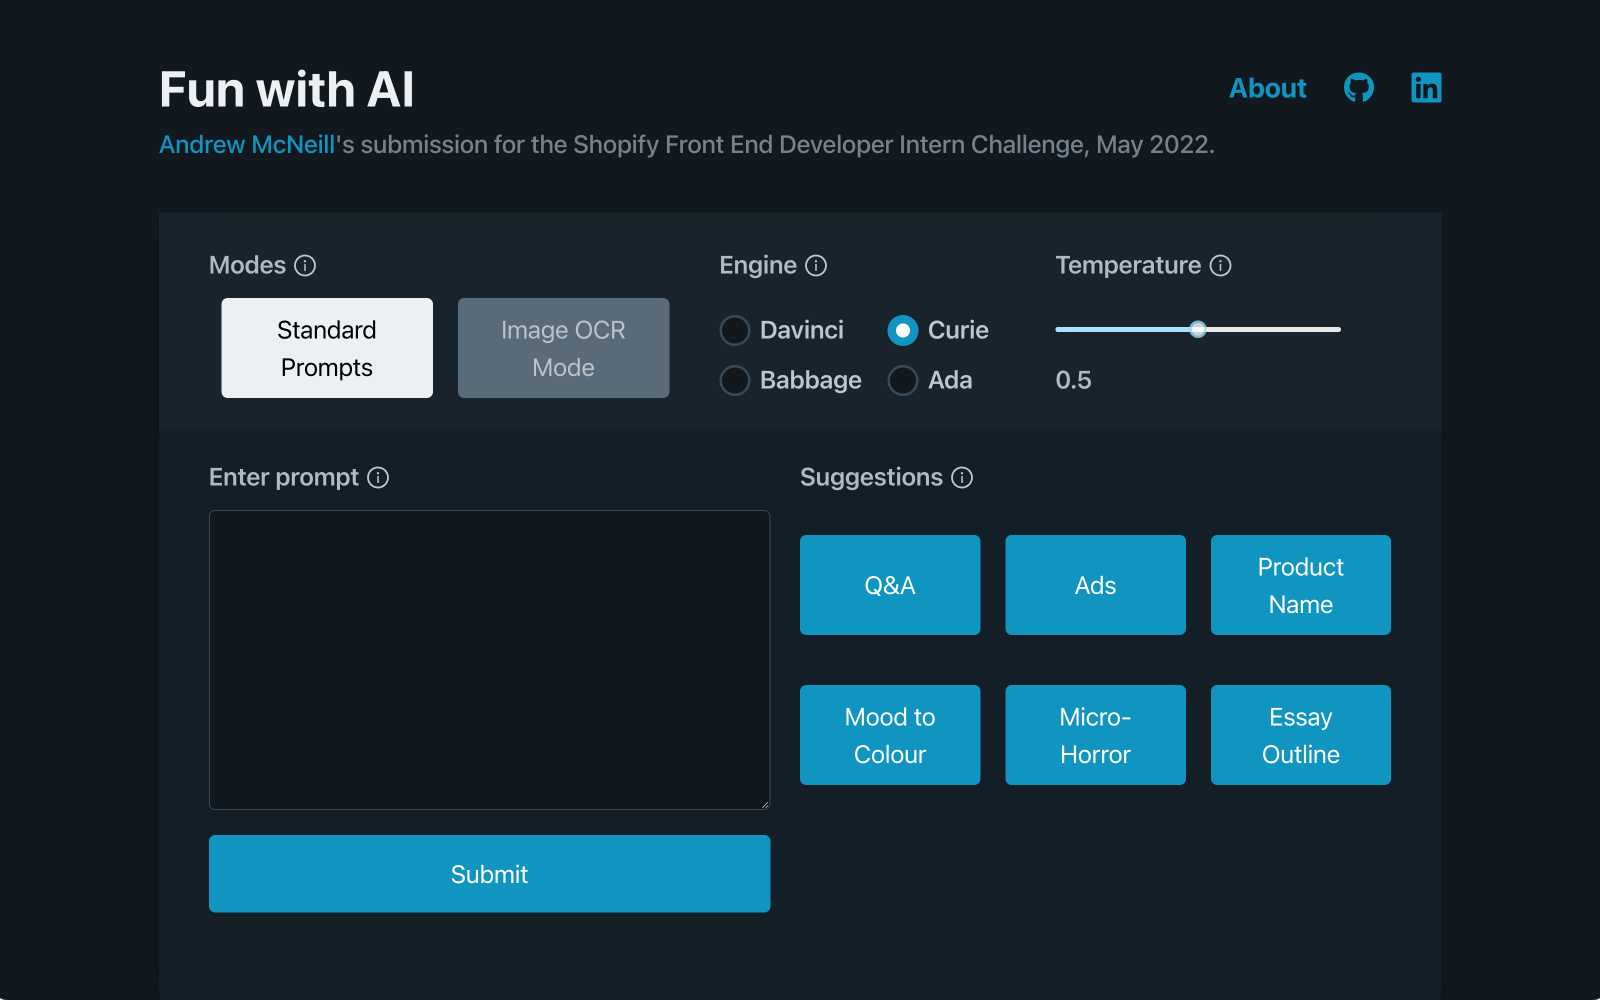 Fun with AI
About
Andrew McNeill's submission for the Shopify Front End Developer Intern Challenge, May 2022.
Modes
Standard
Prompts
Image OCR
Mode
Engine
Davinci
Curie
Babbage
Ada
Temperature
0.5
Enter prompt
Submit
Suggestions
Q&A
Ads
Product
Name
Mood to
Colour
Micro-
Horror
Essay
Outline